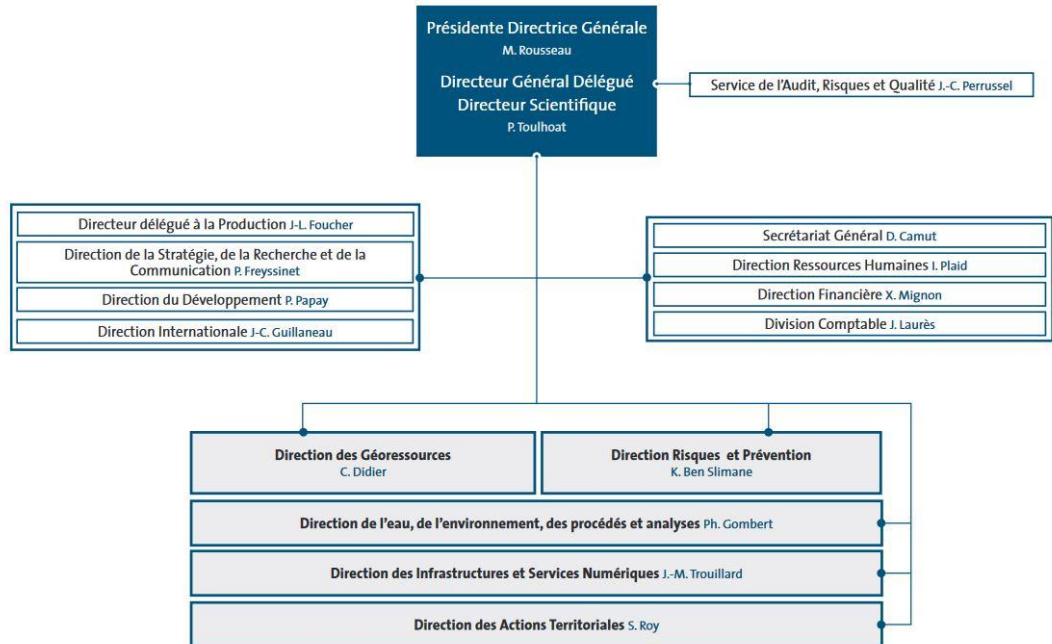 Présidente Directrice Générale
M. Rousseau
Directeur Général Délégué
Directeur Scientifique
P. Toulhoat
Service de l'Audit, Risques et Qualité J.-C. Perrussel
Directeur délégué à la Production J-L. Foucher
Direction de la Stratégie, de la Recherche et de la
Communication P. Freyssinet
Direction du Développement P. Papay
Direction Internationale J-C. Guillaneau
Secrétariat Général D. Camut
Direction Ressources Humaines I. Plaid
Direction Financière X. Mignon
Division Comptable J. Laurès
Direction des Géoressources
C. Didier
Direction Risques et Prévention
K. Ben Slimane
Direction de l'eau, de l'environnement, des procédés et analyses Ph. Gombert
Direction des Infrastructures et Services Numériques J.-M. Trouillard
Direction des Actions Territoriales S. Roy